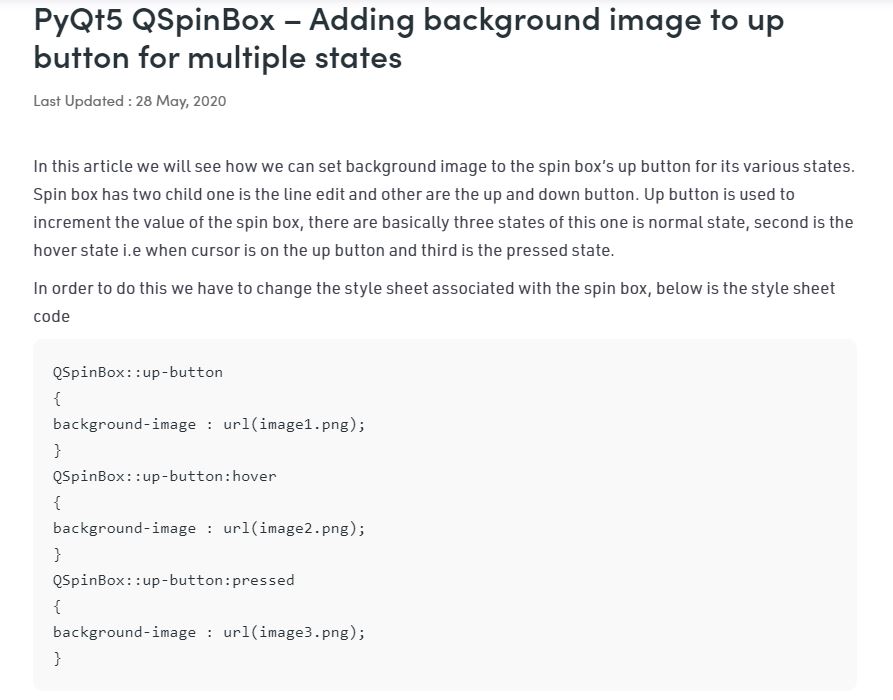 PyQt5 QSpinBox – Adding background image to up
button for multiple states
Last Updated : 28 May, 2020
In this article we will see how we can set background image to the spin box's up button for its various states.
Spin box has two child one is the line edit and other are the up and down button. Up button is used to
increment the value of the spin box, there are basically three states of this one is normal state, second is the
hover state i.e when cursor is on the up button and third is the pressed state.
In order to do this we have to change the style sheet associated with the spin box, below is the style sheet
code
QSpinBox::up-button
{
background-image : url(image1.png);
}
QSpinBox::up-button:hover
{
background-image : url(image2.png);
}
QSpinBox::up-button:pressed
{
background-image : url(image3.png);
}